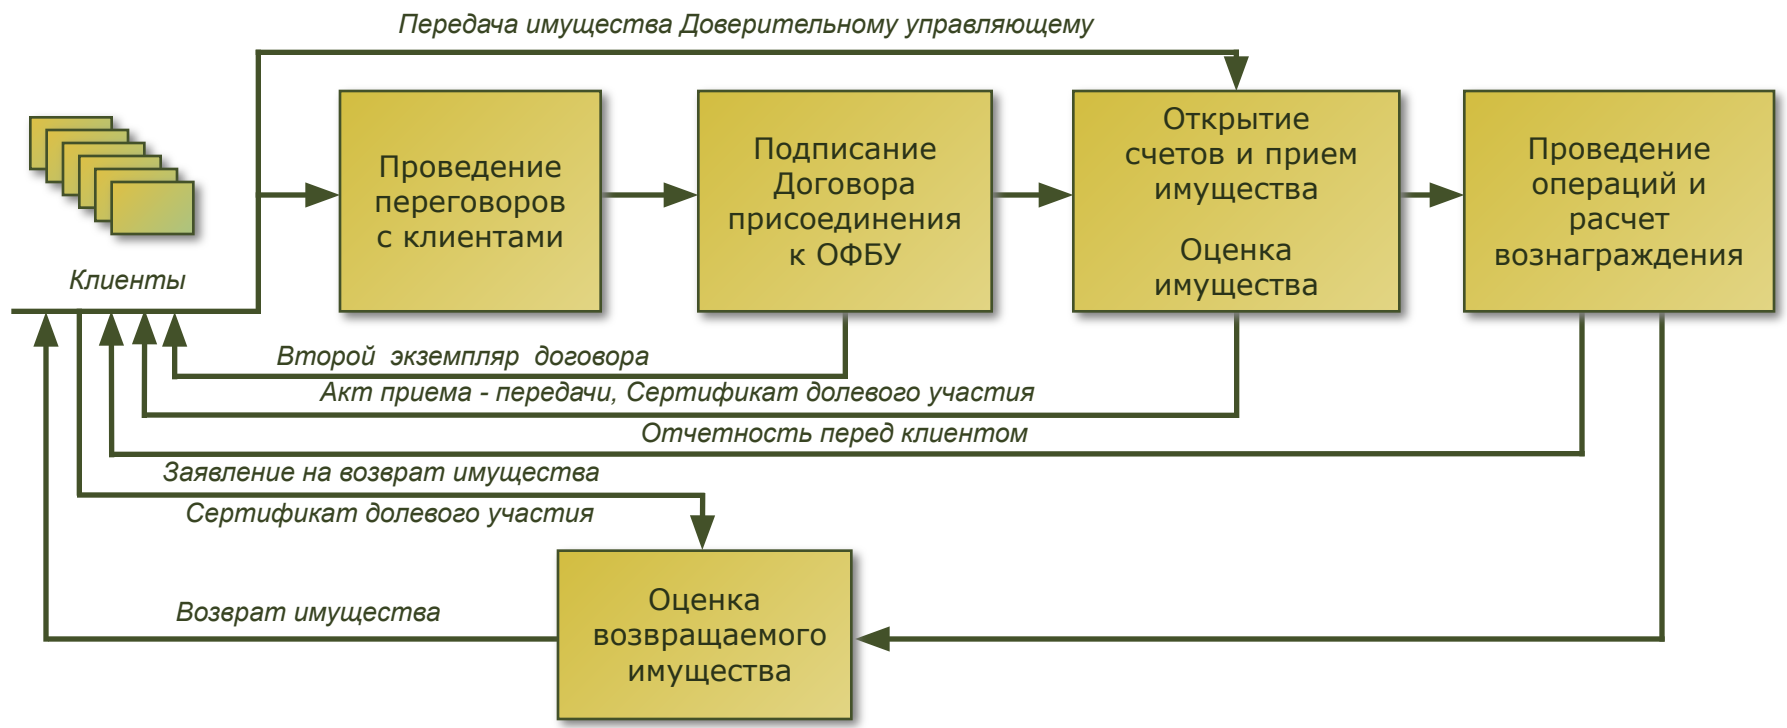 Передача имущества Доверительному управляющему
Клиенты
Проведение
переговоров
с клиентами
Подписание
Договора
присоединения
к ОФБУ
Открытие
счетов и прием
имущества
Оценка
имущества
Проведение
операций и
расчет
вознаграждения
Второй экземпляр договора
Акт приема - передачи, Сертификат долевого участия
Отчетность перед клиентом
Заявление на возврат имущества
Сертификат долевого участия
Возврат имущества
Оценка
возвращаемого
имущества